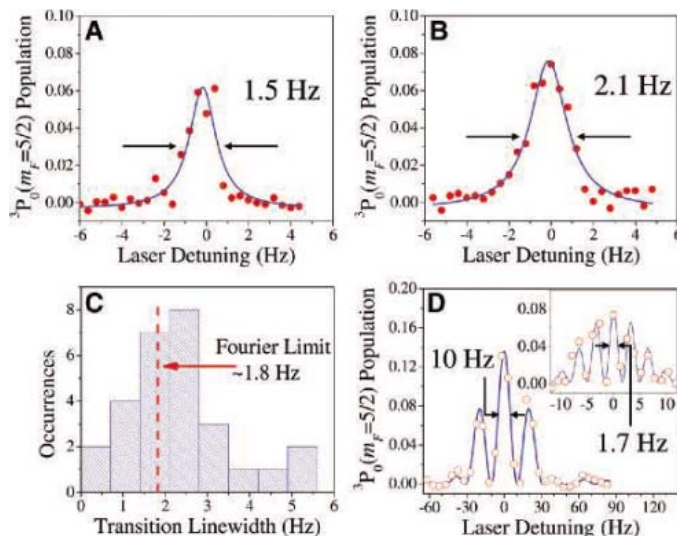 A
1.5 Hz
³P₀(m_F=5/2) Population
0.10
0.08
0.06
0.04
0.02
0.00
-6 -4 -2 0 2 4 6
Laser Detuning (Hz)
B
2.1 Hz
³P₀(m_F=5/2) Population
0.10
0.08
0.06
0.04
0.02
0.00
-6 -4 -2 0 2 4 6
Laser Detuning (Hz)
C
Fourier Limit
~1.8 Hz
Occurrences
8
6
4
2
0
0 1 2 3 4 5 6
Transition Linewidth (Hz)
D
10 Hz
1.7 Hz
0.08
0.04
0.00
-10 -5 0 5 10
³P₀(m_F=5/2) Population
0.20
0.16
0.12
0.08
0.04
0.00
-60 -30 0 30 60 90 120
Laser Detuning (Hz)